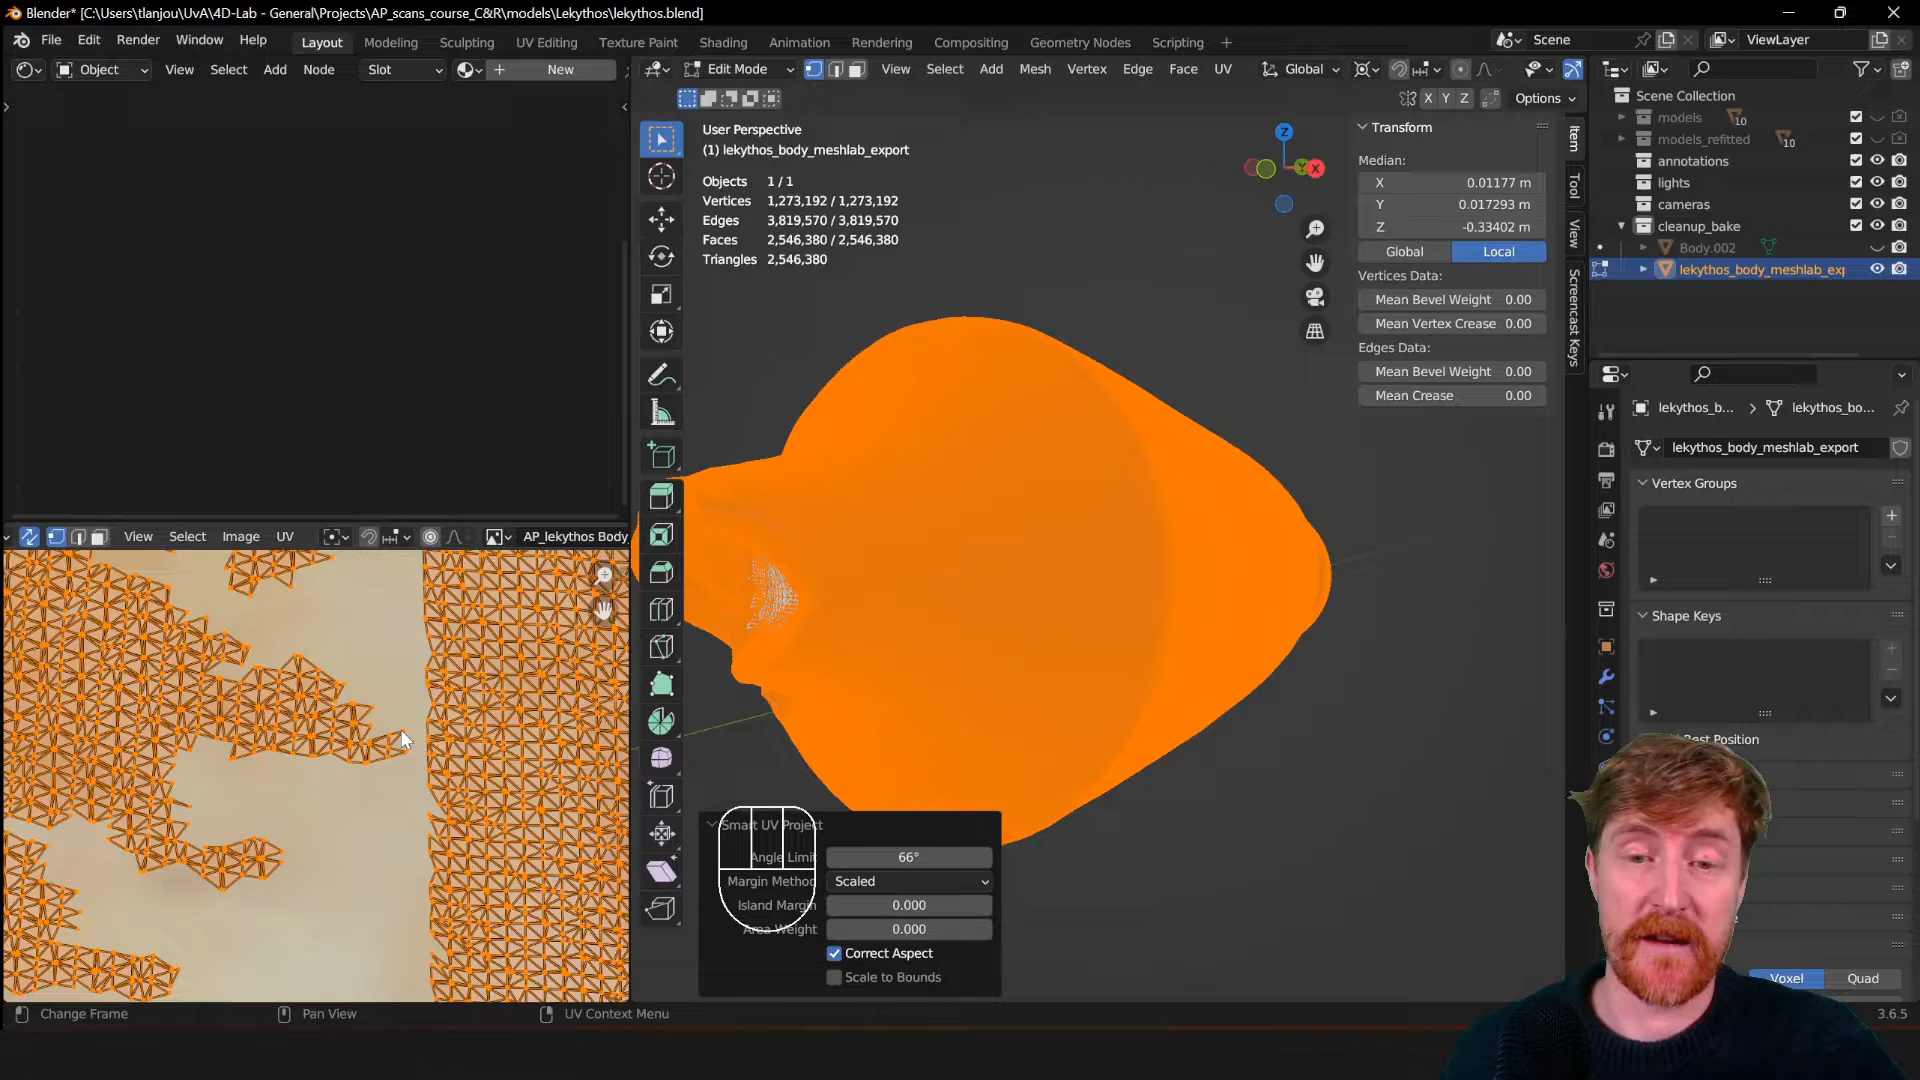 Blender* [C:\Users\tlanjou\UvA\4D-Lab - General\Projects\AP_scans_course_C&R\models\Lekythos\lekythos.blend]
File Edit Render Window Help Layout Modeling Sculpting UV Editing Texture Paint Shading Animation Rendering Compositing Geometry Nodes Scripting + Scene ViewLayer
Object View Select Add Node Slot New Edit Mode View Select Add Mesh Vertex Edge Face UV Global
X Y Z Options
User Perspective
(1) lekythos_body_meshlab_export
Objects 1 / 1
Vertices 1,273,192 / 1,273,192
Edges 3,819,570 / 3,819,570
Faces 2,546,380 / 2,546,380
Triangles 2,546,380
Z
X
Transform
Median:
X 0.01177 m
Y 0.017293 m
Z -0.33402 m
Global Local
Vertices Data:
Mean Bevel Weight 0.00
Mean Vertex Crease 0.00
Edges Data:
Mean Bevel Weight 0.00
Mean Crease 0.00
Item
Tool
View
Screencast Keys
Scene Collection
models 10
models_refitted 10
annotations
lights
cameras
cleanup_bake
Body.002
lekythos_body_meshlab_exp
lekythos_b... > lekythos_bo...
lekythos_body_meshlab_export
Vertex Groups
Shape Keys
Rest Position
Voxel Quad
View Select Image UV AP_lekythos Body
Smart UV Project
Angle Limit 66°
Margin Method Scaled
Island Margin 0.000
Area Weight 0.000
Correct Aspect
Scale to Bounds
Change Frame Pan View UV Context Menu 3.6.5